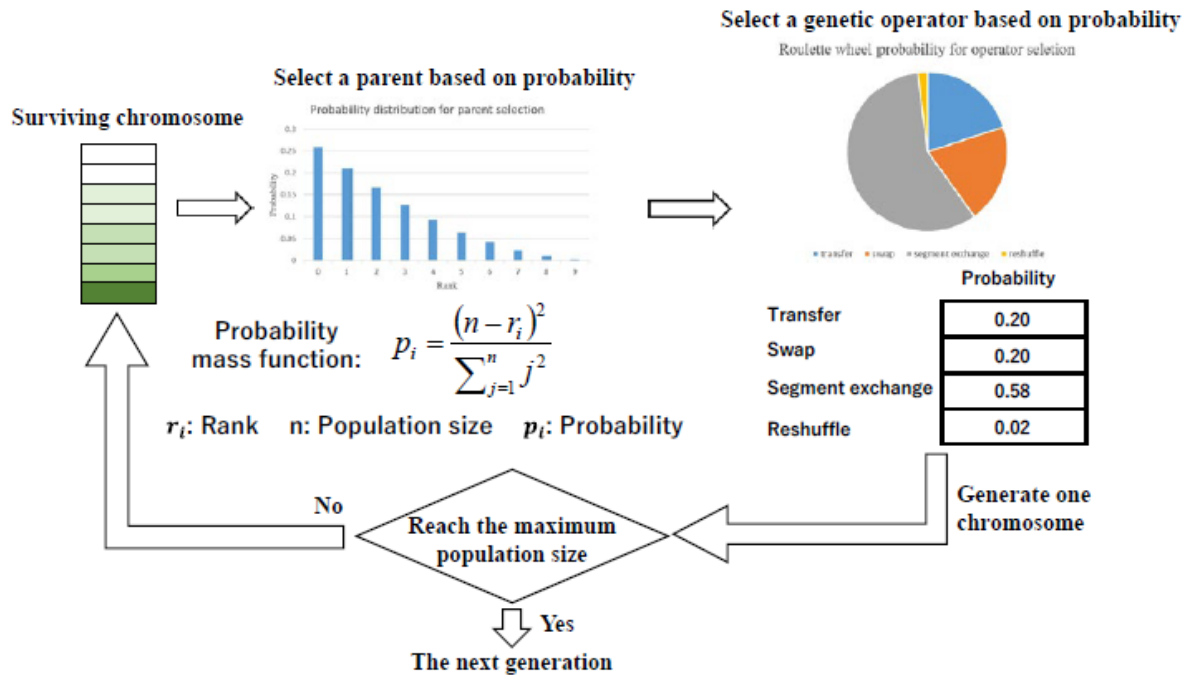 Select a genetic operator based on probability
Roulette wheel probability for operator seletion
Select a parent based on probability
Probability distribution for parent selection
Surviving chromosome
0.3
0.25
0.2
0.15
0.1
0.05
0
Probability
0 1 2 3 4 5 6 7 8 9
Rank
transfer swap segment exchange reshuffle
Probability
Transfer 0.20
Swap 0.20
Segment exchange 0.58
Reshuffle 0.02
Probability
mass function:
p_i = (n − r_i)^2 / ∑_{j=1}^{n} j^2
r_i: Rank n: Population size p_i: Probability
Generate one
chromosome
No
Reach the maximum
population size
Yes
The next generation